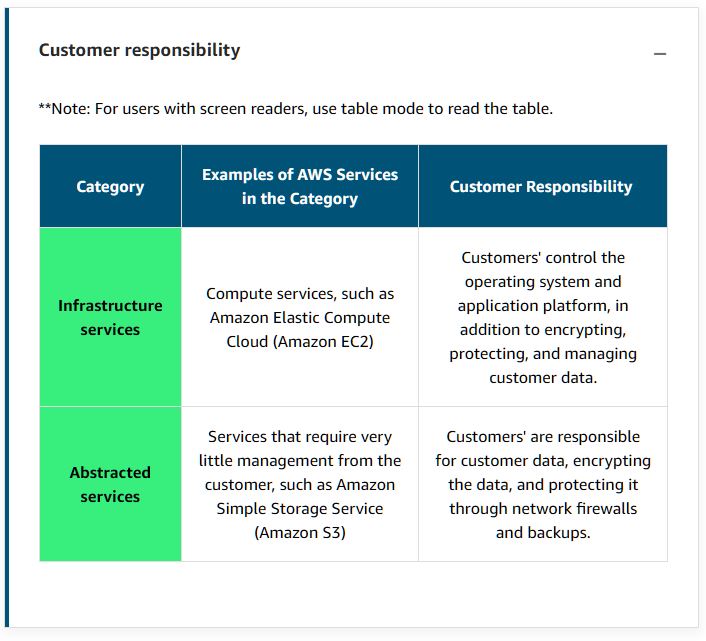 Customer responsibility
**Note: For users with screen readers, use table mode to read the table.
Category
Examples of AWS Services
in the Category
Customer Responsibility
Infrastructure
services
Compute services, such as
Amazon Elastic Compute
Cloud (Amazon EC2)
Customers' control the
operating system and
application platform, in
addition to encrypting,
protecting, and managing
customer data.
Abstracted
services
Services that require very
little management from the
customer, such as Amazon
Simple Storage Service
(Amazon S3)
Customers' are responsible
for customer data, encrypting
the data, and protecting it
through network firewalls
and backups.